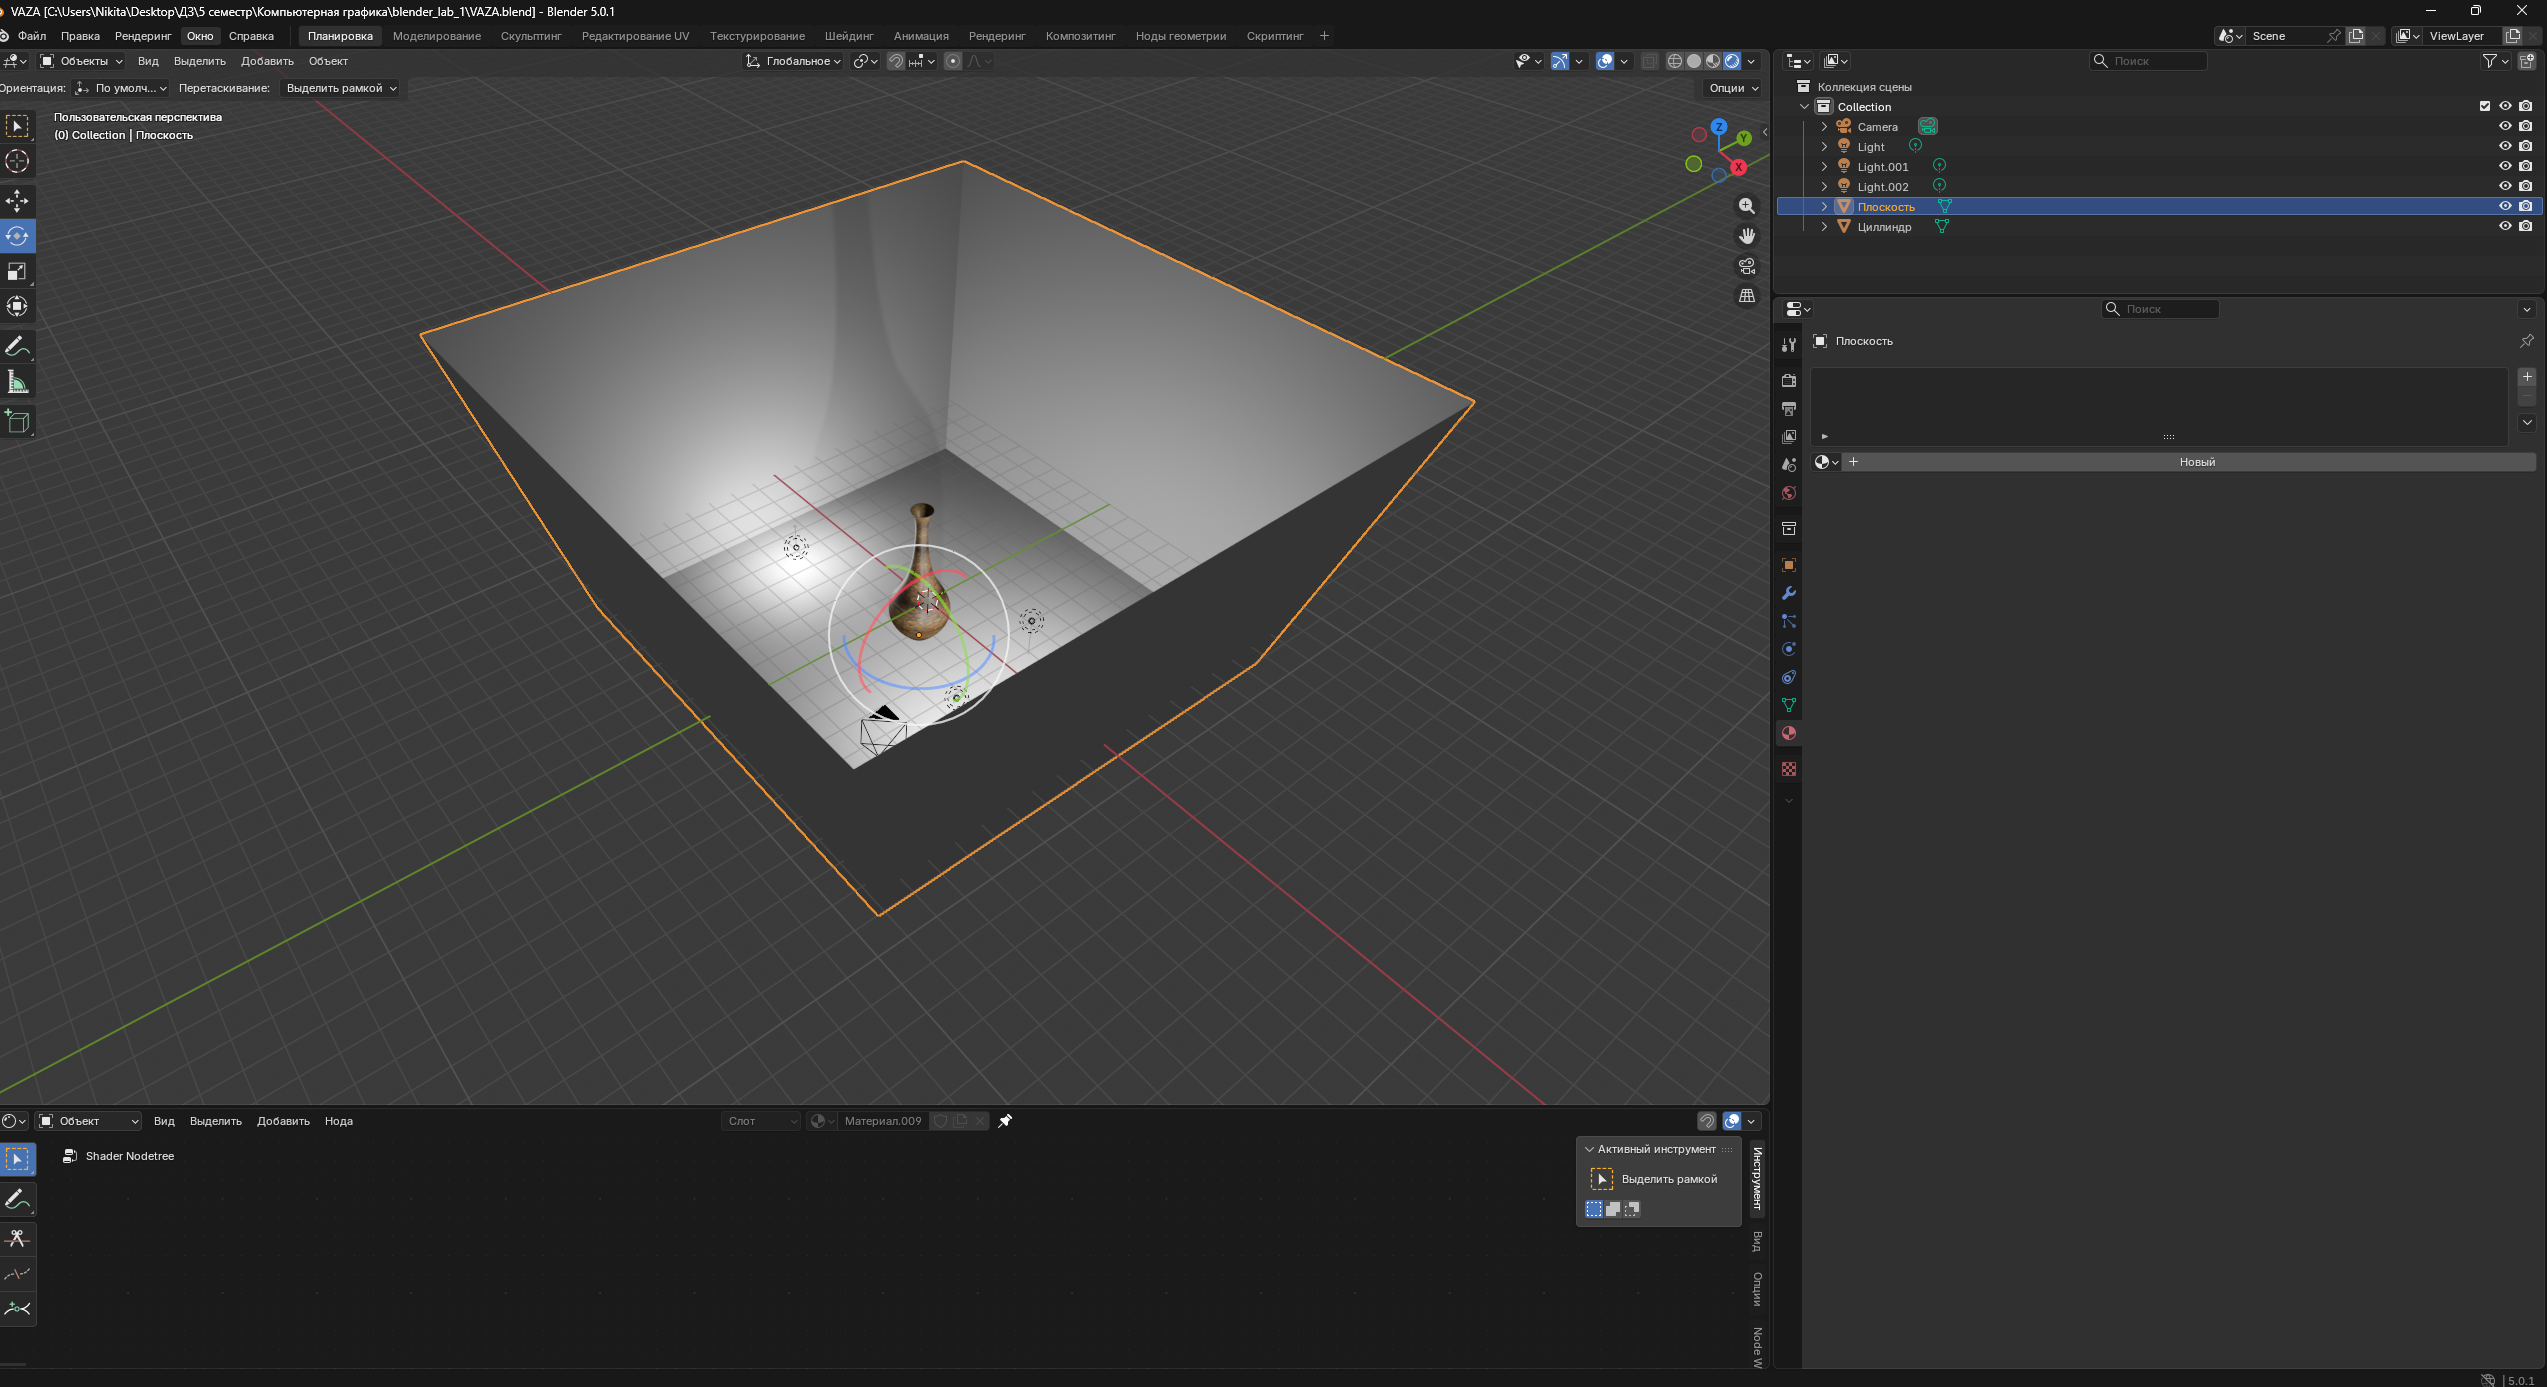 VAZA [C:\Users\Nikita\Desktop\ДЗ\5 семестр\Компьютерная графика\blender_lab_1\VAZA.blend] - Blender 5.0.1
Файл Правка Рендеринг Окно Справка Планировка Моделирование Скульптинг Редактирование UV Текстурирование Шейдинг Анимация Рендеринг Композитинг Ноды геометрии Скриптинг + Scene ViewLayer
Объекты Вид Выделить Добавить Объект Глобальное
Ориентация: По умолч... Перетаскивание: Выделить рамкой Опции
Пользовательская перспектива
(0) Collection | Плоскость
Z
Y
X
Поиск
Коллекция сцены
Collection
Camera
Light
Light.001
Light.002
Плоскость
Циллиндр
Поиск
Плоскость
+ Новый
Объект Вид Выделить Добавить Нода Слот Материал.009
Shader Nodetree
Активный инструмент
Выделить рамкой
Инструмент
Вид
Опции
Node W
5.0.1